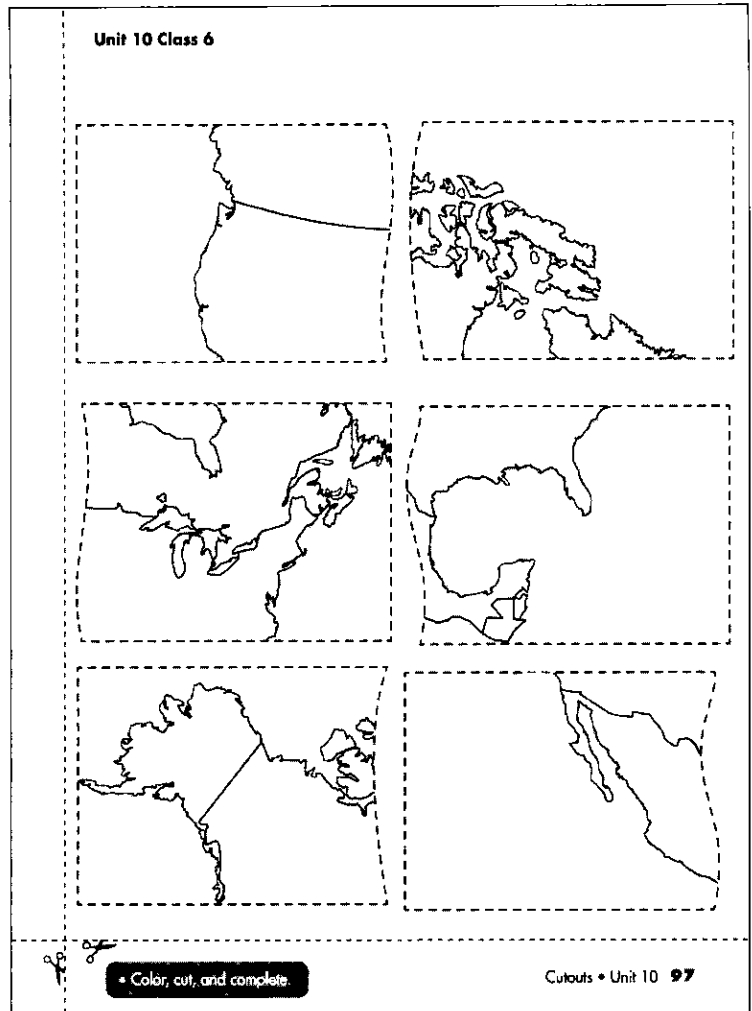 Unit 10 Class 6
• Color, cut, and complete.
Cutouts • Unit 10 97